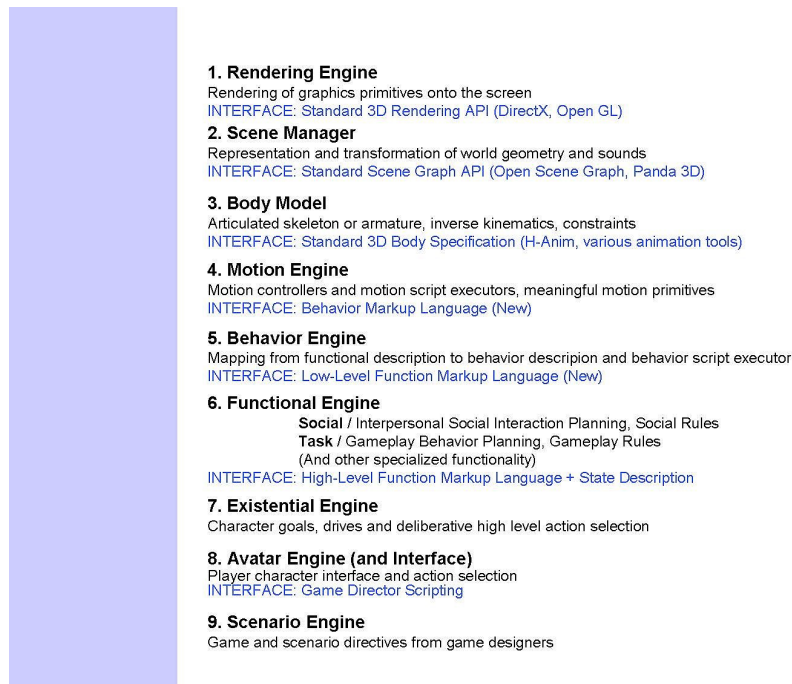 1. Rendering Engine
Rendering of graphics primitives onto the screen
INTERFACE: Standard 3D Rendering API (DirectX, Open GL)
2. Scene Manager
Representation and transformation of world geometry and sounds
INTERFACE: Standard Scene Graph API (Open Scene Graph, Panda 3D)
3. Body Model
Articulated skeleton or armature, inverse kinematics, constraints
INTERFACE: Standard 3D Body Specification (H-Anim, various animation tools)
4. Motion Engine
Motion controllers and motion script executors, meaningful motion primitives
INTERFACE: Behavior Markup Language (New)
5. Behavior Engine
Mapping from functional description to behavior descripion and behavior script executor
INTERFACE: Low-Level Function Markup Language (New)
6. Functional Engine
Social / Interpersonal Social Interaction Planning, Social Rules
Task / Gameplay Behavior Planning, Gameplay Rules
(And other specialized functionality)
INTERFACE: High-Level Function Markup Language + State Description
7. Existential Engine
Character goals, drives and deliberative high level action selection
8. Avatar Engine (and Interface)
Player character interface and action selection
INTERFACE: Game Director Scripting
9. Scenario Engine
Game and scenario directives from game designers